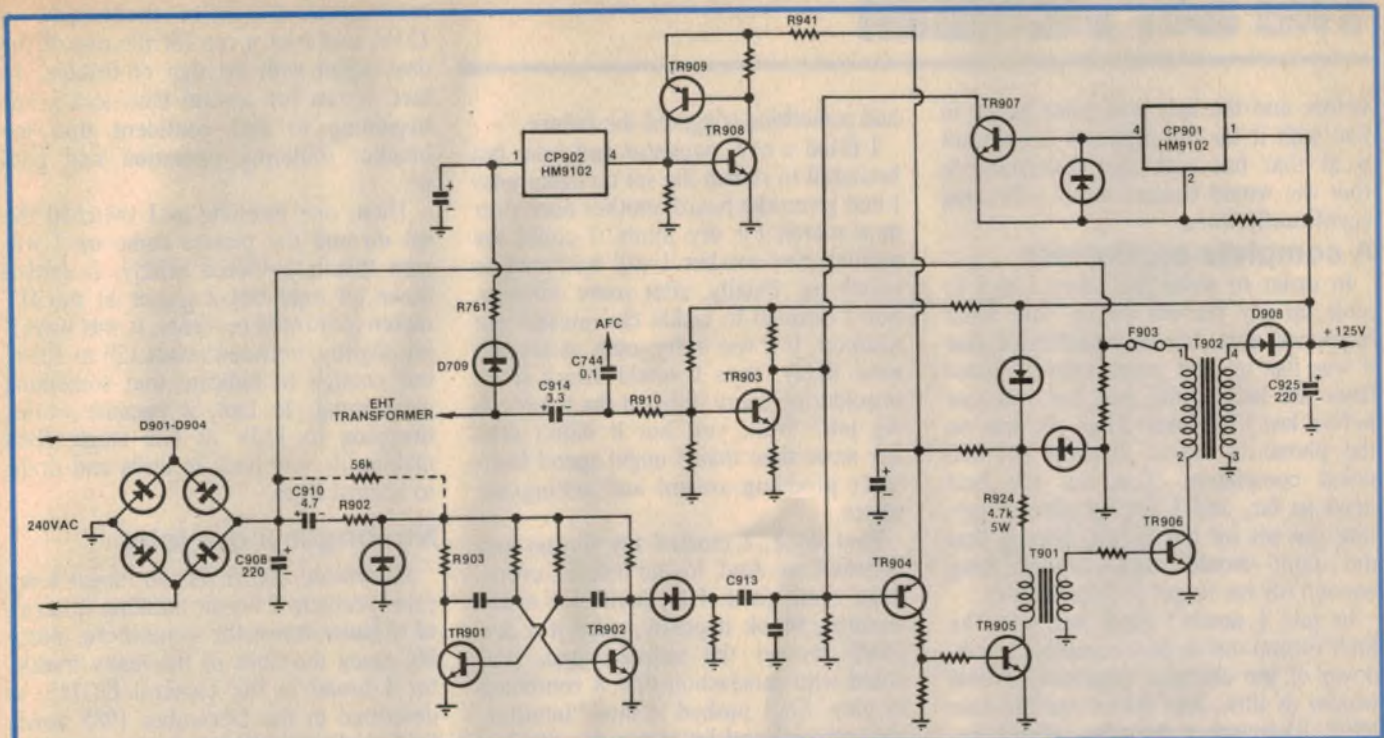 R941
TR909
TR908
TR907
4
CP901
HM9102
1
2
1
CP902
HM9102
4
R761
D709
AFC
C744
0.1
EHT
TRANSFORMER
C914
3.3
R910
TR903
F903
T902
D908
+ 125V
1
4
C925
220
2
3
D901-D904
240VAC
56k
C910
4.7
R902
C908
220
R903
TR901
TR902
C913
TR904
R924
4.7k
5W
T901
TR905
TR906